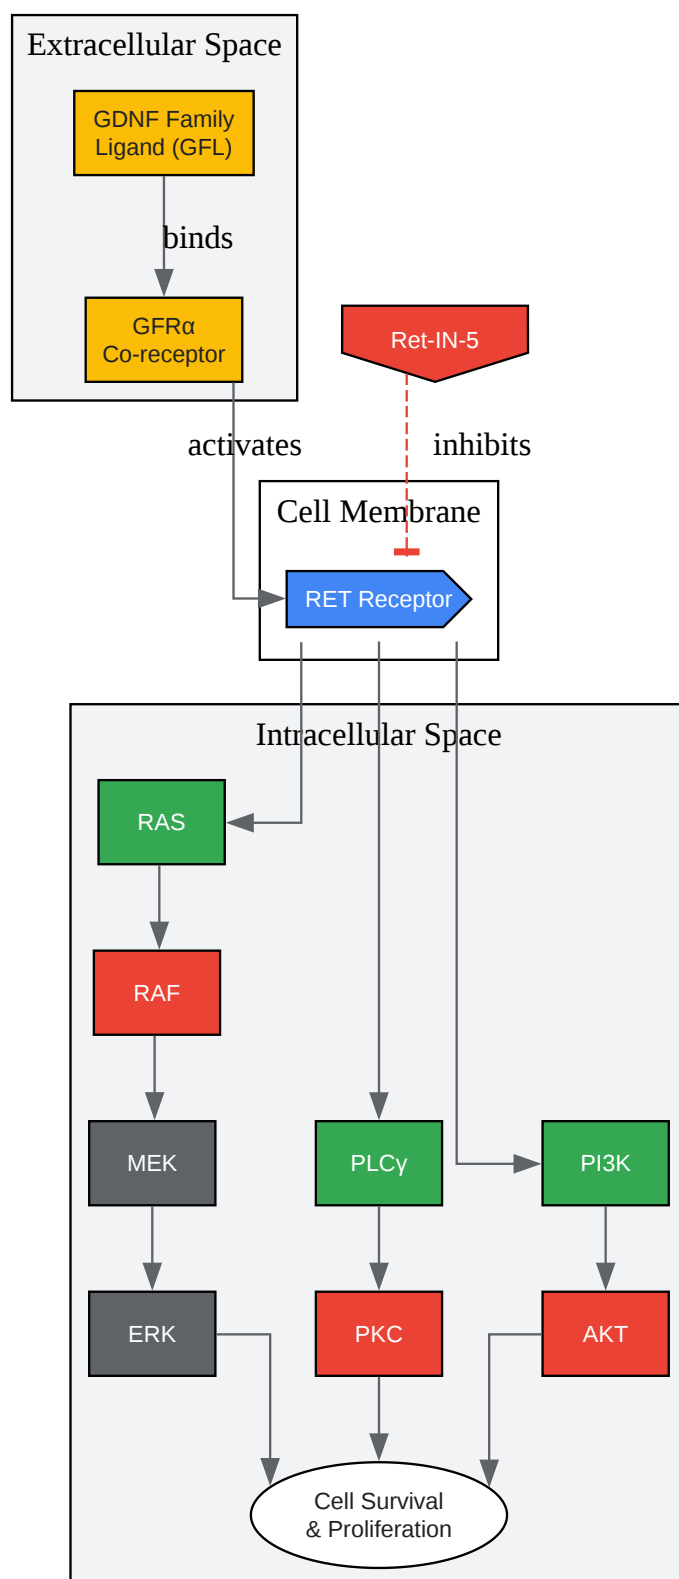 Extracellular Space
GDNF Family
Ligand (GFL)
binds
GFRα
Co-receptor
Ret-IN-5
activates
inhibits
Cell Membrane
RET Receptor
Intracellular Space
RAS
RAF
MEK
PLCγ
PI3K
ERK
PKC
AKT
Cell Survival
& Proliferation